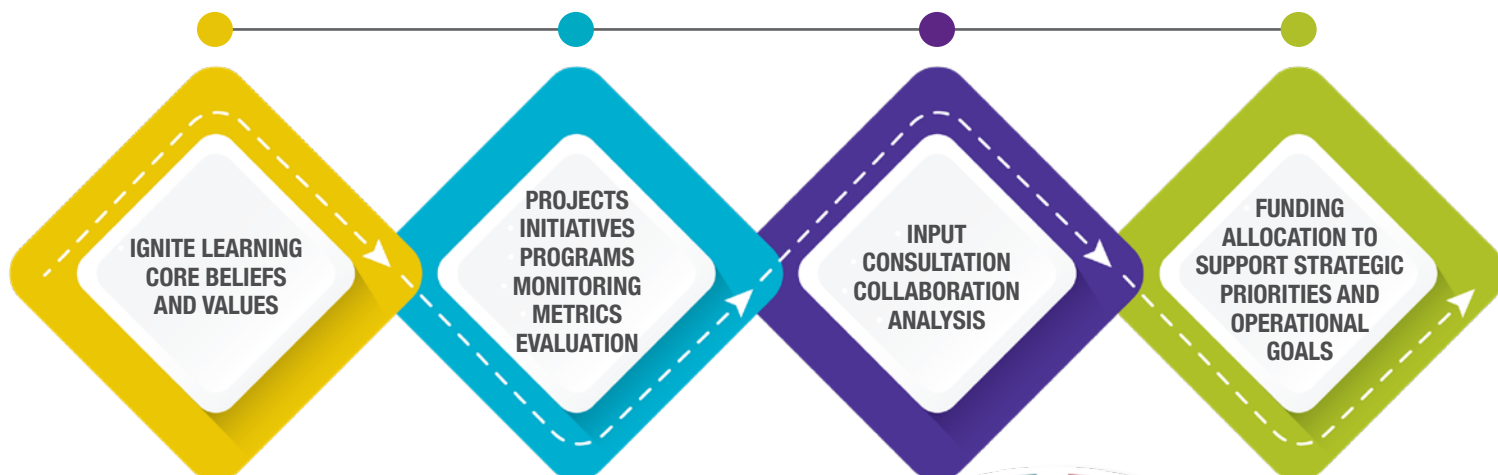 IGNITE LEARNING
CORE BELIEFS
AND VALUES
PROJECTS
INITIATIVES
PROGRAMS
MONITORING
METRICS
EVALUATION
INPUT
CONSULTATION
COLLABORATION
ANALYSIS
FUNDING
ALLOCATION TO
SUPPORT STRATEGIC
PRIORITIES AND
OPERATIONAL
GOALS